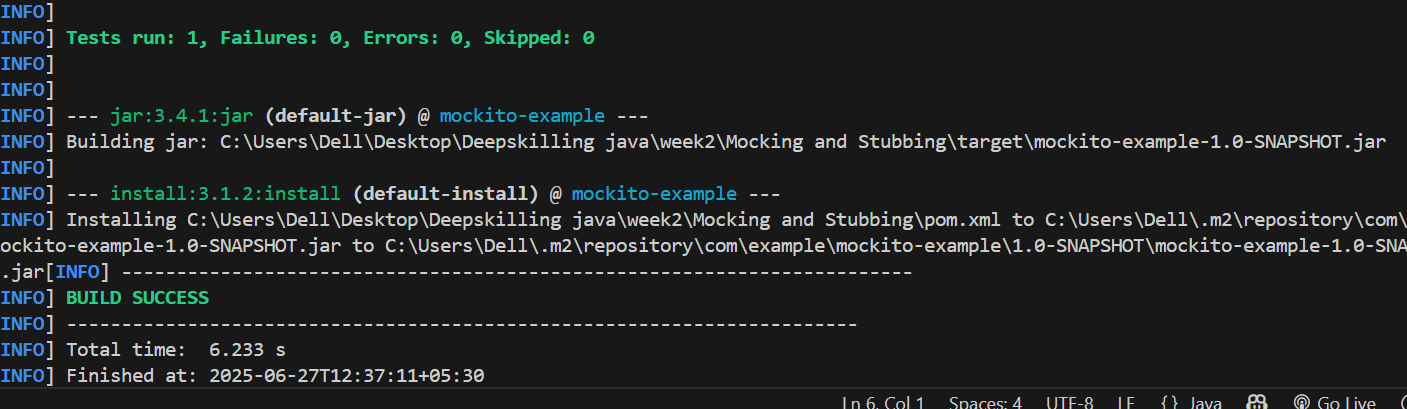 INFO]
INFO] Tests run: 1, Failures: 0, Errors: 0, Skipped: 0
INFO]
INFO]
INFO] --- jar:3.4.1:jar (default-jar) @ mockito-example ---
INFO] Building jar: C:\Users\Dell\Desktop\Deepskilling java\week2\Mocking and Stubbing\target\mockito-example-1.0-SNAPSHOT.jar
INFO]
INFO] --- install:3.1.2:install (default-install) @ mockito-example ---
INFO] Installing C:\Users\Dell\Desktop\Deepskilling java\week2\Mocking and Stubbing\pom.xml to C:\Users\Dell\.m2\repository\com\
ockito-example-1.0-SNAPSHOT.jar to C:\Users\Dell\.m2\repository\com\example\mockito-example\1.0-SNAPSHOT\mockito-example-1.0-SNA
.jar[INFO] ------------------------------------------------------------------------
INFO] BUILD SUCCESS
INFO] ------------------------------------------------------------------------
INFO] Total time:  6.233 s
INFO] Finished at: 2025-06-27T12:37:11+05:30
Ln 6, Col 1 Spaces: 4 UTF-8 LF {} Java Go Live